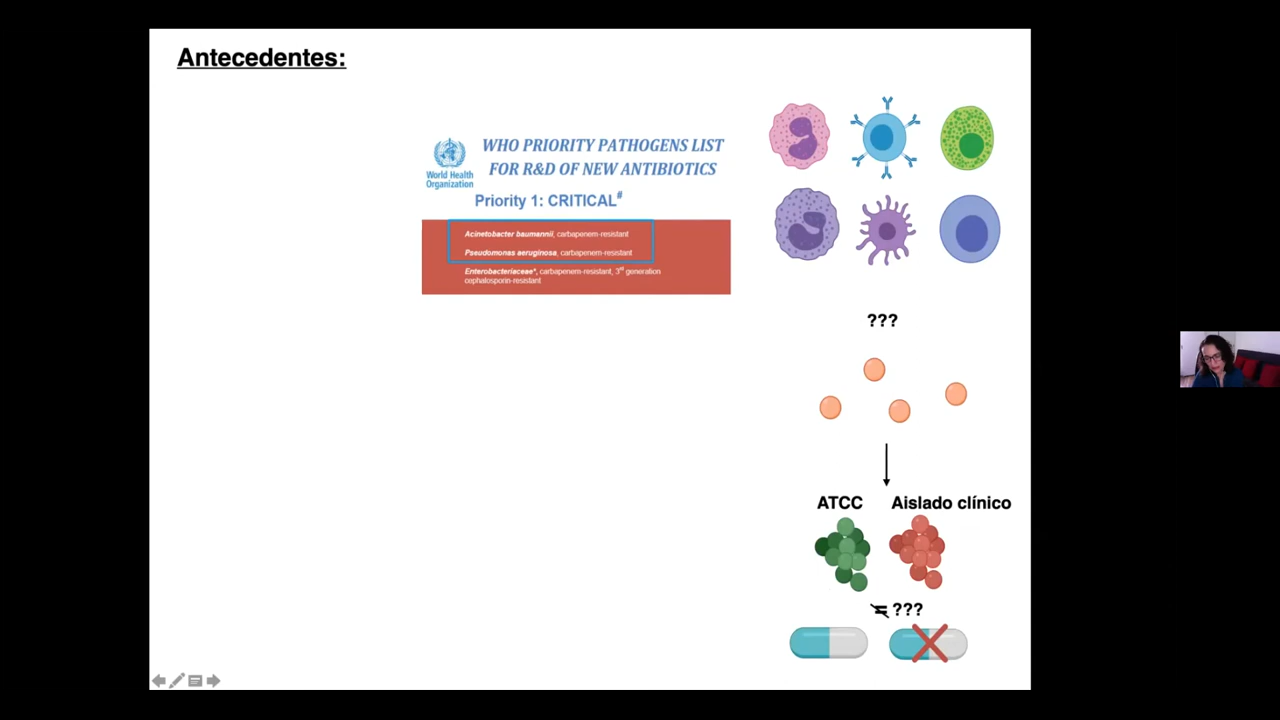 Antecedentes:
WHO PRIORITY PATHOGENS LIST
FOR R&D OF NEW ANTIBIOTICS
World Health
Organization
Priority 1: CRITICAL#
Acinetobacter baumannii, carbapenem-resistant
Pseudomonas aeruginosa, carbapenem-resistant
Enterobacteriaceae*, carbapenem-resistant, 3rd generation
cephalosporin-resistant
???
ATCC Aislado clínico
≠ ???